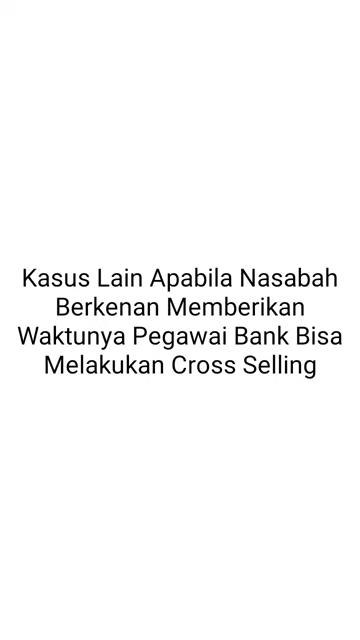 Kasus Lain Apabila Nasabah
Berkenan Memberikan
Waktunya Pegawai Bank Bisa
Melakukan Cross Selling